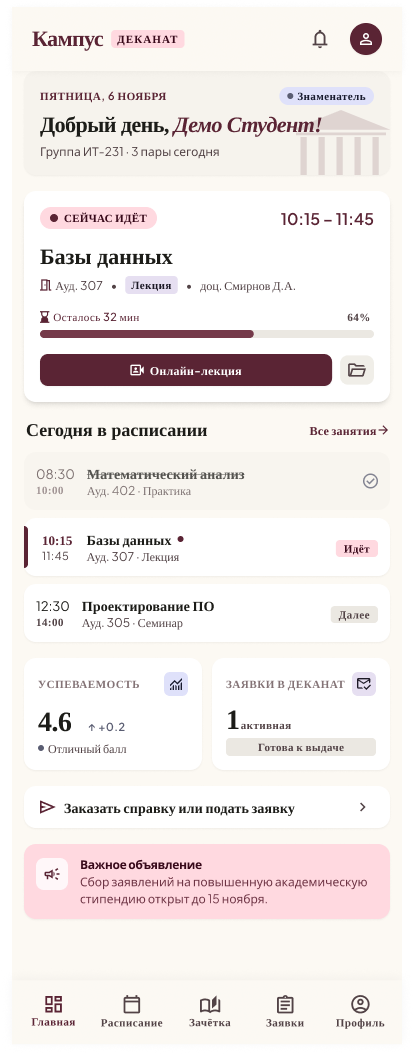 Кампус ДЕКАНАТ
ПЯТНИЦА, 6 НОЯБРЯ
Знаменатель
Добрый день, Демо Студент!
Группа ИТ-231 · 3 пары сегодня
СЕЙЧАС ИДЁТ
10:15 – 11:45
Базы данных
Ауд. 307 • Лекция • доц. Смирнов Д.А.
Осталось 32 мин
64%
Онлайн-лекция
Сегодня в расписании
Все занятия
08:30 Математический анализ
10:00 Ауд. 402 · Практика
10:15 Базы данных
11:45 Ауд. 307 · Лекция
Идёт
12:30 Проектирование ПО
14:00 Ауд. 305 · Семинар
Далее
УСПЕВАЕМОСТЬ
4.6 ↑ +0.2
Отличный балл
ЗАЯВКИ В ДЕКАНАТ
1 активная
Готова к выдаче
Заказать справку или подать заявку
Важное объявление
Сбор заявлений на повышенную академическую
стипендию открыт до 15 ноября.
Главная
Расписание
Зачётка
Заявки
Профиль